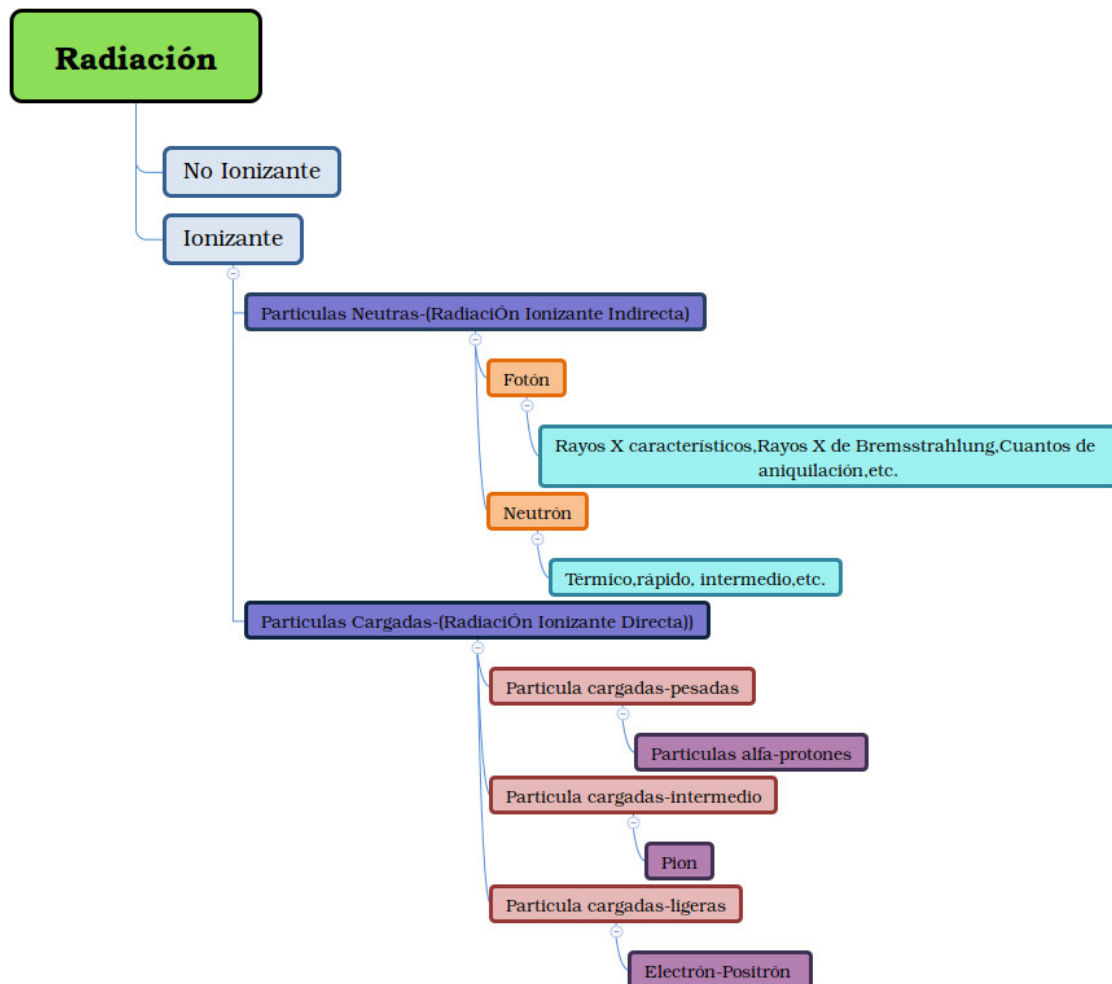 Radiación
No Ionizante
Ionizante
Particulas Neutras-(RadiaciÓn Ionizante Indirecta)
Fotón
Rayos X característicos,Rayos X de Bremsstrahlung,Cuantos de
aniquilación,etc.
Neutrón
Térmico,rápido, intermedio,etc.
Particulas Cargadas-(RadiaciÓn Ionizante Directa))
Particula cargadas-pesadas
Particulas alfa-protones
Particula cargadas-intermedio
Pion
Particula cargadas-ligeras
Electrón-Positrón